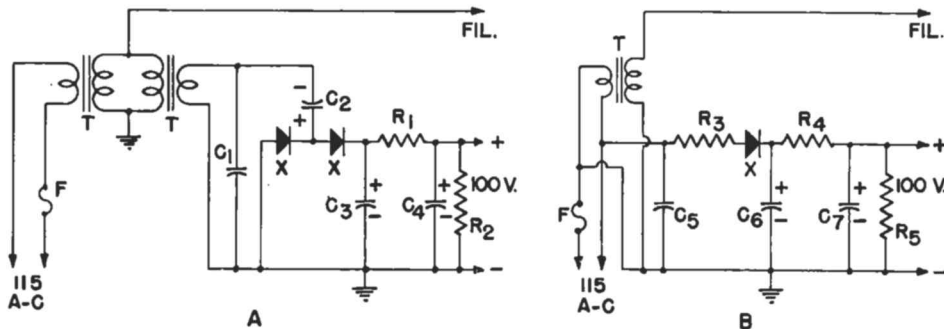 FIL.
T
T
C2
-
+
C1
X
X
R1
+
C3
+
-
C4
+
-
100 V.
R2
-
F
115
A-C
A
FIL.
T
R3
R4
X
+
C5
C6
+
-
C7
+
-
100 V.
R5
-
F
115
A-C
B